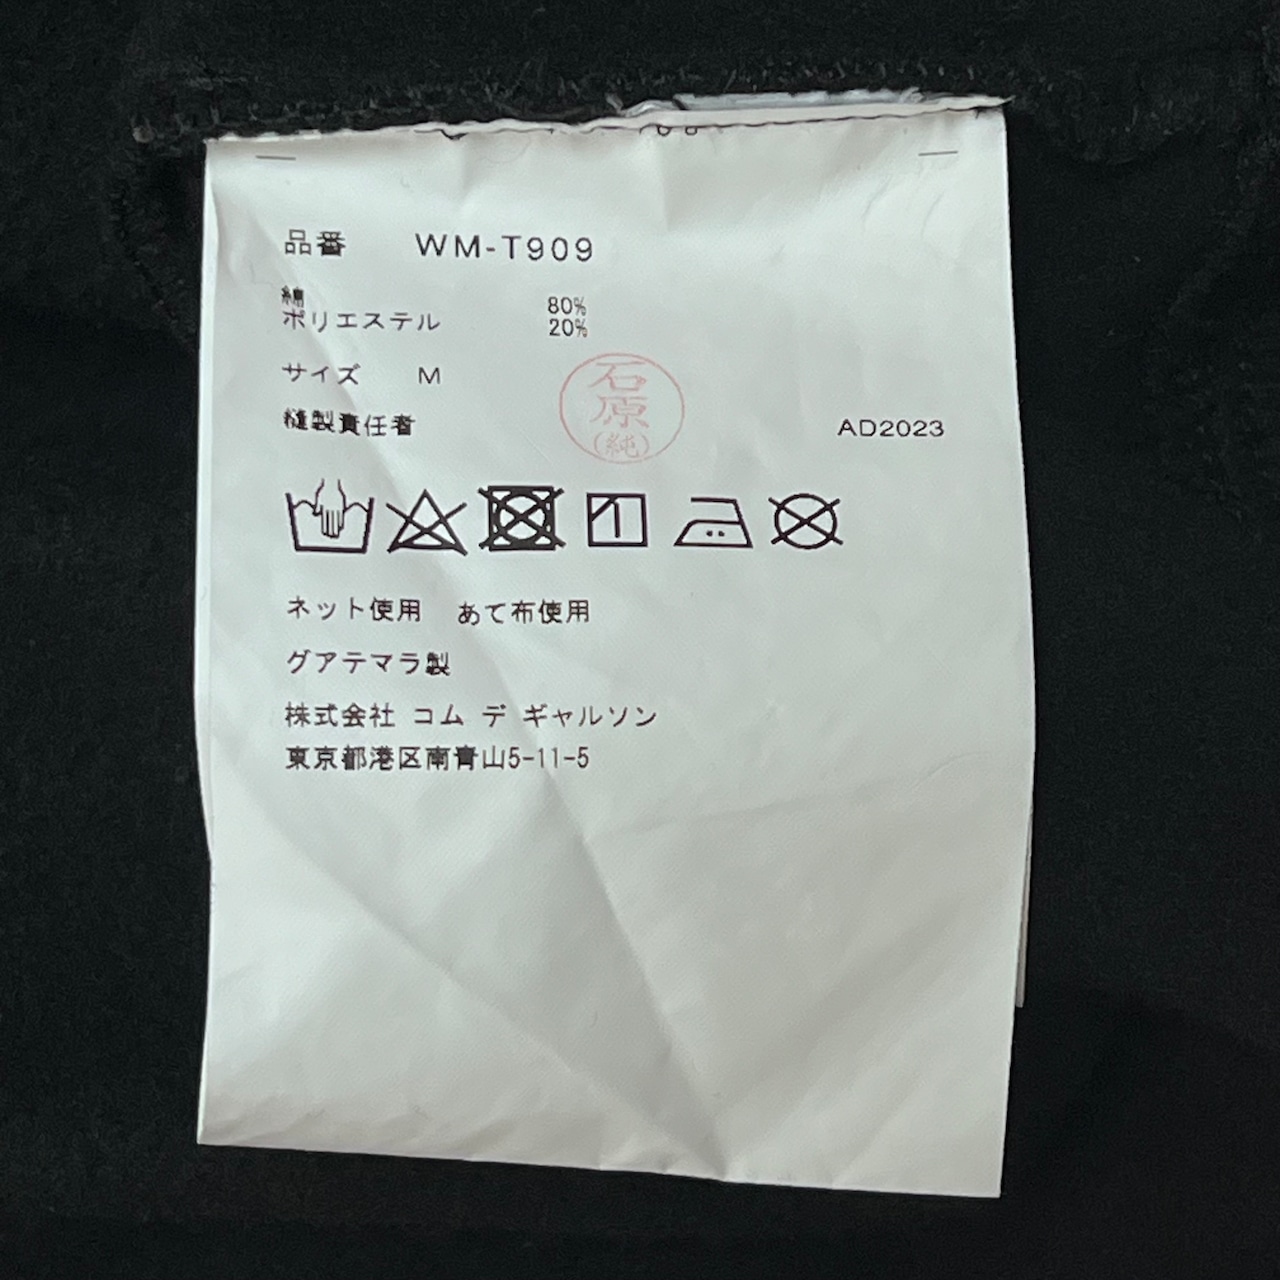 品番 WM-T909
綿 80%
ポリエステル 20%
サイズ M
石原
(純)
縫製責任者 AD2023
ネット使用 あて布使用
グアテマラ製
株式会社 コム デ ギャルソン
東京都港区南青山5-11-5